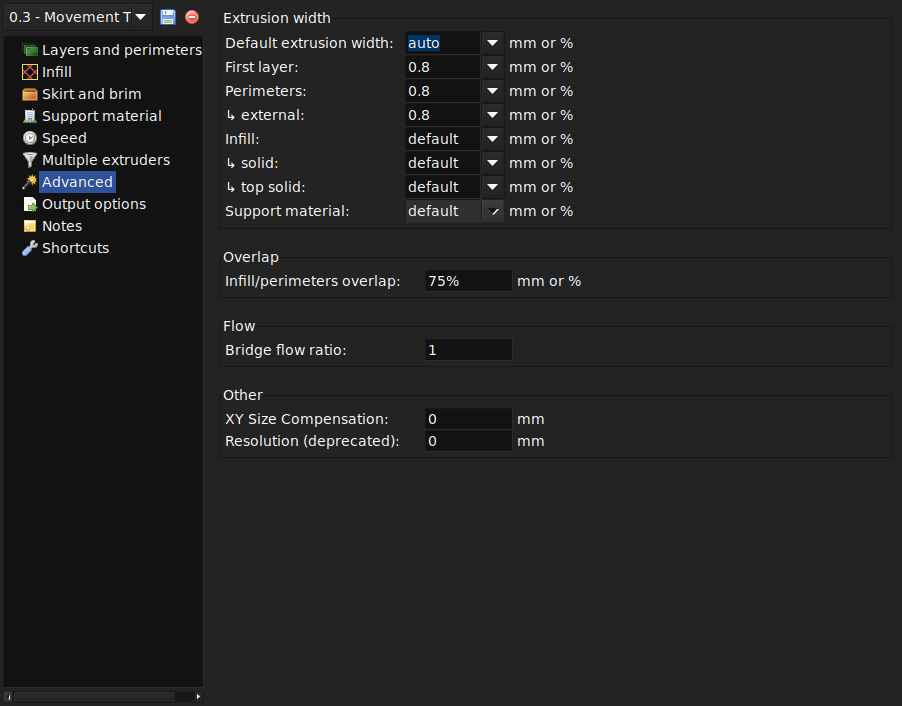 0.3 - Movement T
Layers and perimeters
Infill
Skirt and brim
Support material
Speed
Multiple extruders
Advanced
Output options
Notes
Shortcuts
Extrusion width
Default extrusion width: auto mm or %
First layer: 0.8 mm or %
Perimeters: 0.8 mm or %
↳ external: 0.8 mm or %
Infill: default mm or %
↳ solid: default mm or %
↳ top solid: default mm or %
Support material: default mm or %
Overlap
Infill/perimeters overlap: 75% mm or %
Flow
Bridge flow ratio: 1
Other
XY Size Compensation: 0 mm
Resolution (deprecated): 0 mm